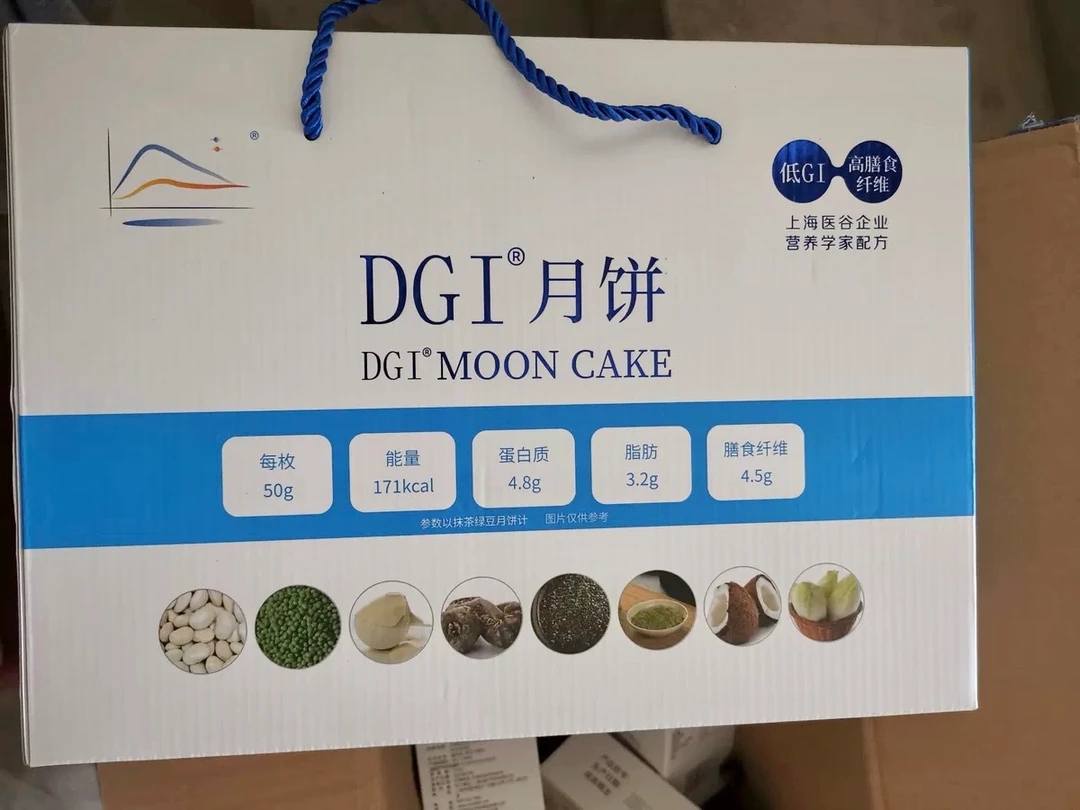 ®
低GI
高膳食
纤维
上海医谷企业
营养学家配方
DGI®月饼
DGI®MOON CAKE
每枚
50g
能量
171kcal
蛋白质
4.8g
脂肪
3.2g
膳食纤维
4.5g
参数以抹茶绿豆月饼计 图片仅供参考